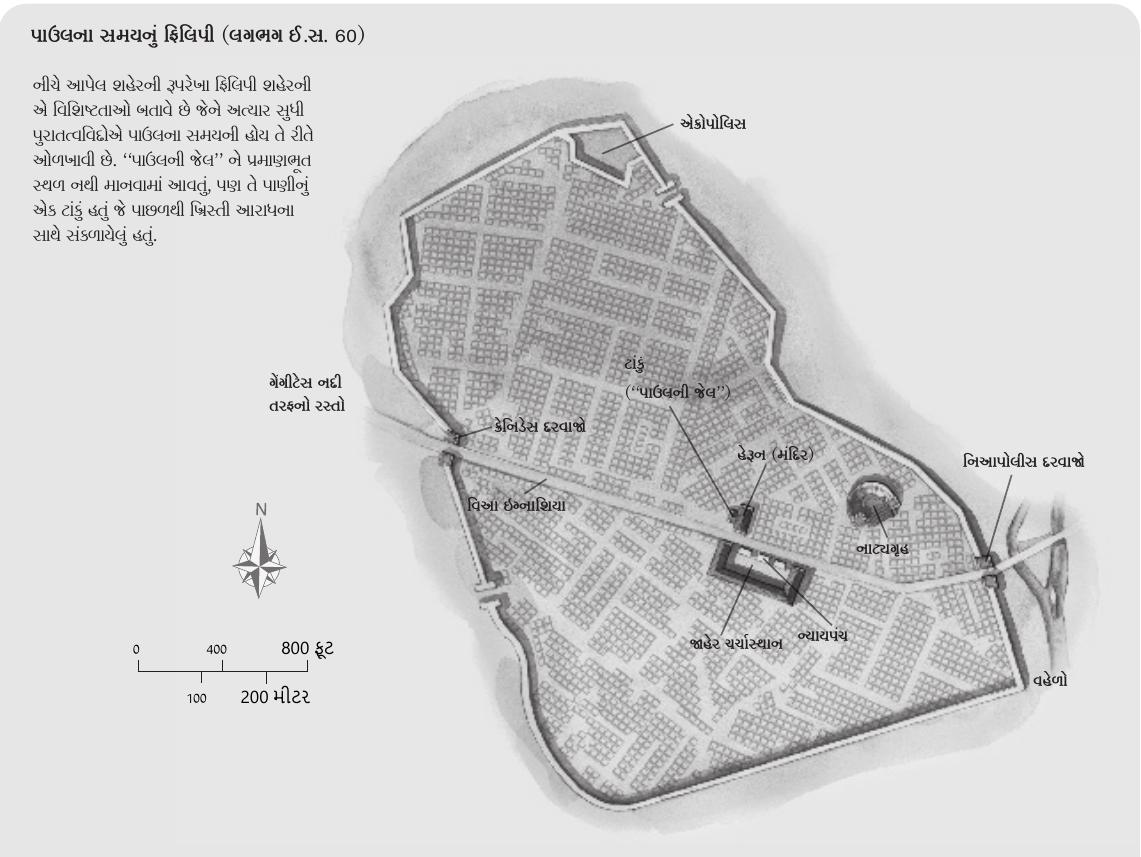 પાઉલના સમયનું ફિલિપી (લગભગ ઈ.સ. 60)
નીચે આપેલ શહેરની રૂપરેખા ફિલિપી શહેરની
એ વિશિષ્ટતાઓ બતાવે છે જેને અત્યાર સુધી
પુરાતત્વવિદોએ પાઉલના સમયની હોય તે રીતે
ઓળખાવી છે. “પાઉલની જેલ” ને પ્રમાણભૂત
સ્થળ નથી માનવામાં આવતું, પણ તે પાણીનું
એક ટાંકું હતું જે પાછળથી ખ્રિસ્તી આરાધના
સાથે સંકળાયેલું હતું.
એક્રોપોલિસ
ટાંકું
(“પાઉલની જેલ”)
ગેંગીટેસ નદી
તરફનો રસ્તો
ક્રેનિડેસ દરવાજો
હેરૂન (મંદિર)
નિઆપોલીસ દરવાજો
વિઆ ઈગ્નાશિયા
નાટ્યગૃહ
N
જાહેર ચર્ચાસ્થાન
ન્યાયપંચ
વહેળો
0 400 800 ફૂટ
100 200 મીટર